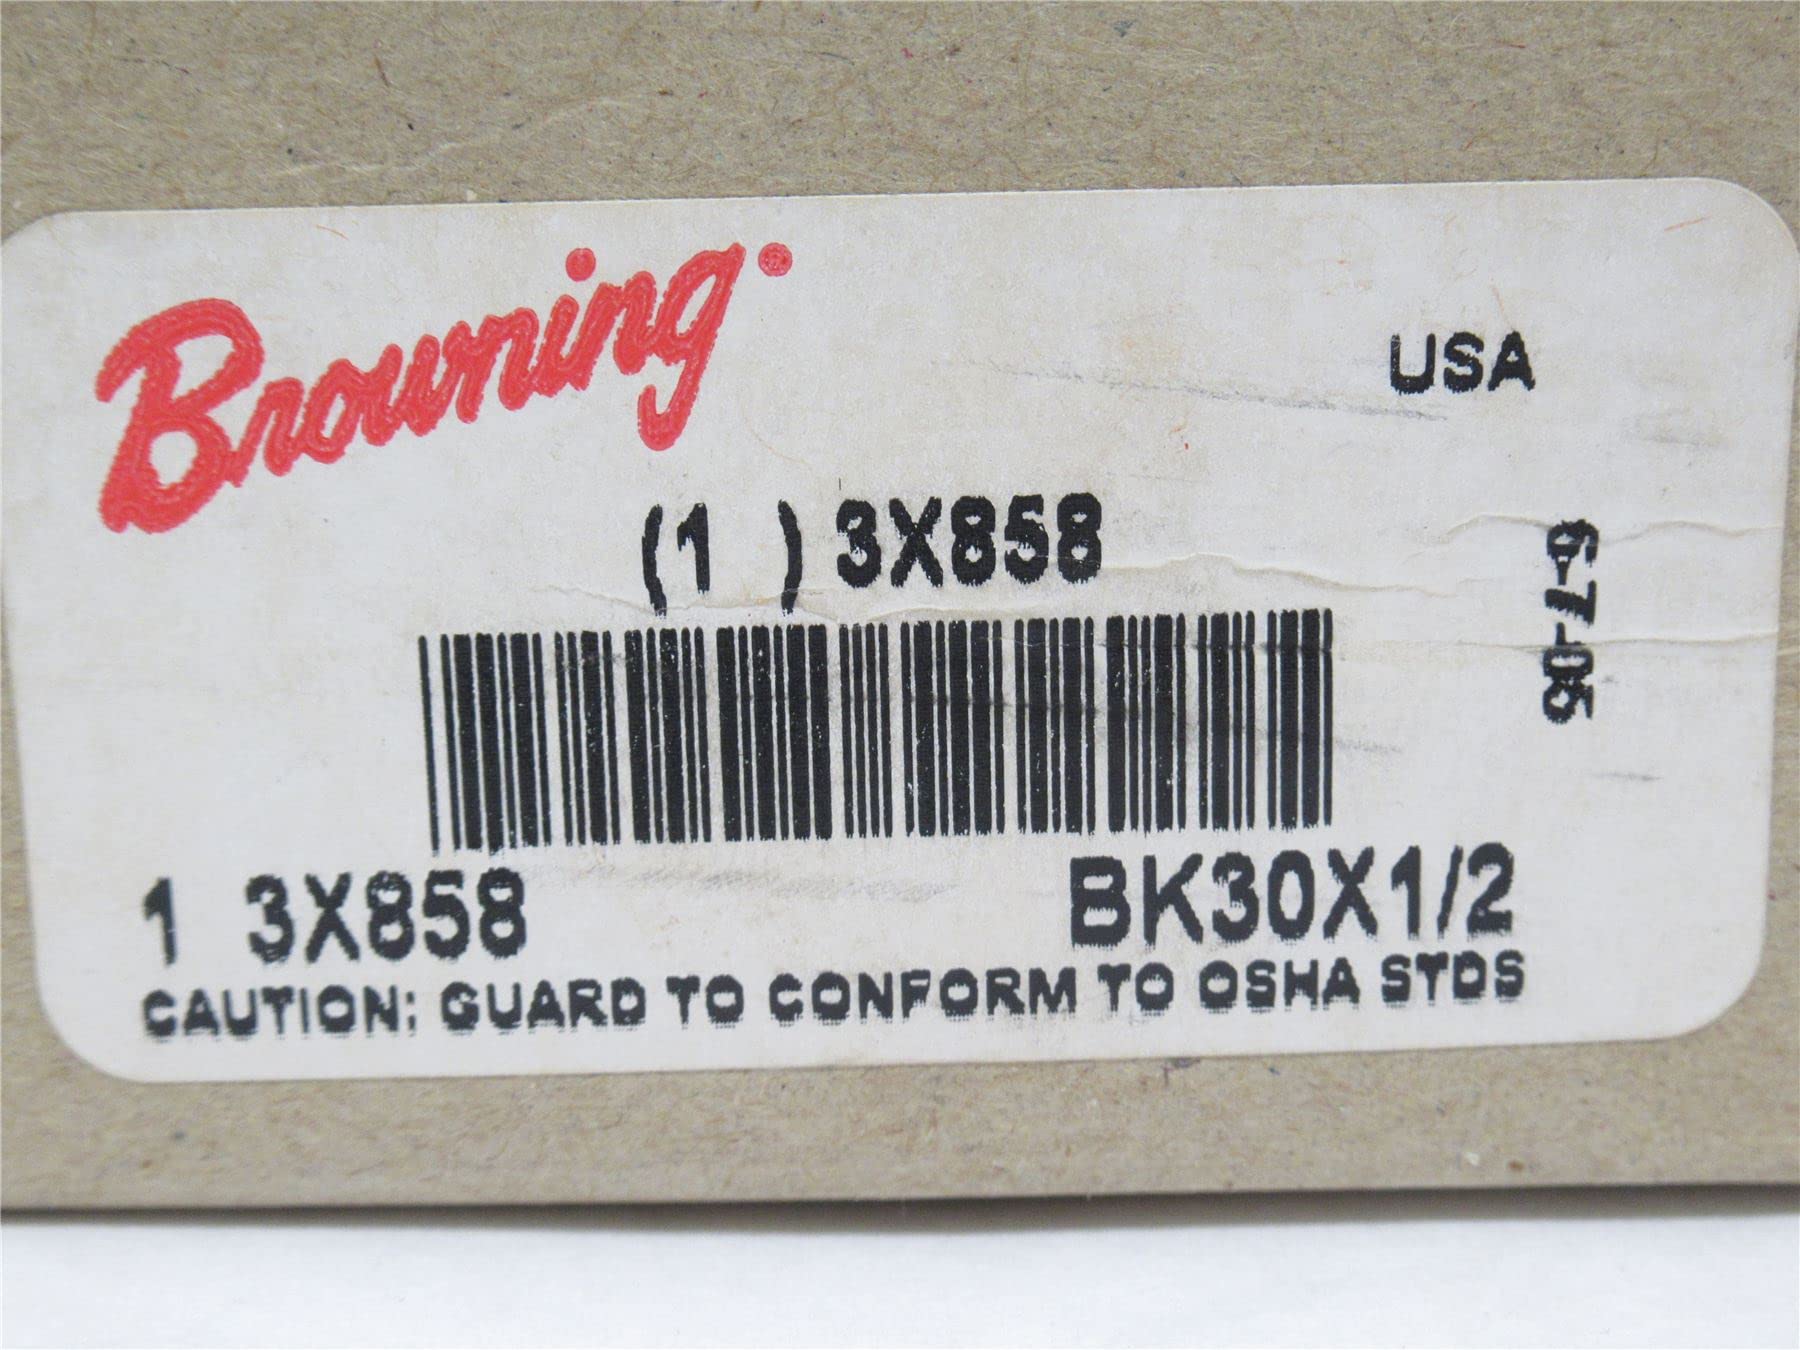 Browning®
USA
(1 ) 3X858
6-7-05
1 3X858 BK30X1/2
CAUTION: GUARD TO CONFORM TO OSHA STDS